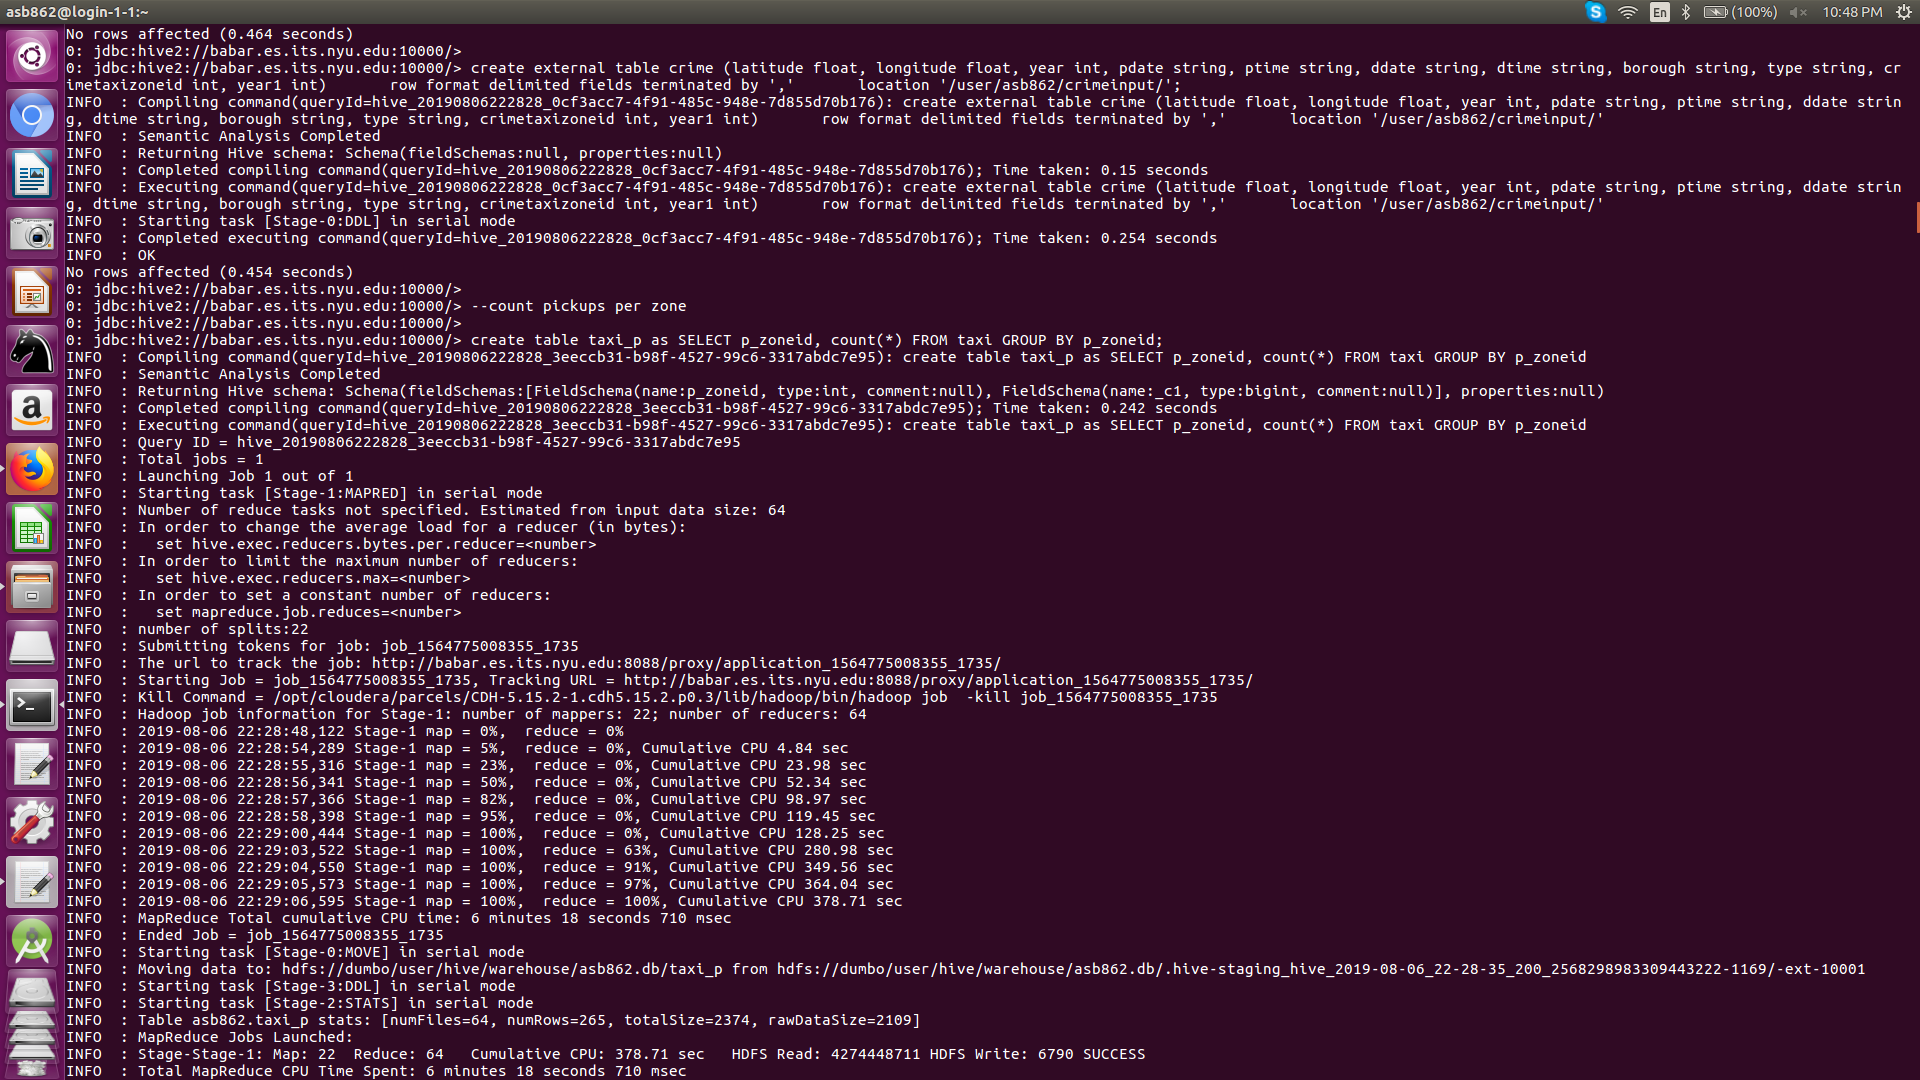 asb862@login-1-1:~
En
(100%)
10:48 PM
No rows affected (0.464 seconds)
0: jdbc:hive2://babar.es.its.nyu.edu:10000/>
0: jdbc:hive2://babar.es.its.nyu.edu:10000/> create external table crime (latitude float, longitude float, year int, pdate string, ptime string, ddate string, dtime string, borough string, type string, cr
imetaxizoneid int, year1 int)       row format delimited fields terminated by ','       location '/user/asb862/crimeinput/';
INFO  : Compiling command(queryId=hive_20190806222828_0cf3acc7-4f91-485c-948e-7d855d70b176): create external table crime (latitude float, longitude float, year int, pdate string, ptime string, ddate strin
g, dtime string, borough string, type string, crimetaxizoneid int, year1 int)       row format delimited fields terminated by ','       location '/user/asb862/crimeinput/'
INFO  : Semantic Analysis Completed
INFO  : Returning Hive schema: Schema(fieldSchemas:null, properties:null)
INFO  : Completed compiling command(queryId=hive_20190806222828_0cf3acc7-4f91-485c-948e-7d855d70b176); Time taken: 0.15 seconds
INFO  : Executing command(queryId=hive_20190806222828_0cf3acc7-4f91-485c-948e-7d855d70b176): create external table crime (latitude float, longitude float, year int, pdate string, ptime string, ddate strin
g, dtime string, borough string, type string, crimetaxizoneid int, year1 int)       row format delimited fields terminated by ','       location '/user/asb862/crimeinput/'
INFO  : Starting task [Stage-0:DDL] in serial mode
INFO  : Completed executing command(queryId=hive_20190806222828_0cf3acc7-4f91-485c-948e-7d855d70b176); Time taken: 0.254 seconds
INFO  : OK
No rows affected (0.454 seconds)
0: jdbc:hive2://babar.es.its.nyu.edu:10000/>
0: jdbc:hive2://babar.es.its.nyu.edu:10000/> --count pickups per zone
0: jdbc:hive2://babar.es.its.nyu.edu:10000/>
0: jdbc:hive2://babar.es.its.nyu.edu:10000/> create table taxi_p as SELECT p_zoneid, count(*) FROM taxi GROUP BY p_zoneid;
INFO  : Compiling command(queryId=hive_20190806222828_3eeccb31-b98f-4527-99c6-3317abdc7e95): create table taxi_p as SELECT p_zoneid, count(*) FROM taxi GROUP BY p_zoneid
INFO  : Semantic Analysis Completed
INFO  : Returning Hive schema: Schema(fieldSchemas:[FieldSchema(name:p_zoneid, type:int, comment:null), FieldSchema(name:_c1, type:bigint, comment:null)], properties:null)
INFO  : Completed compiling command(queryId=hive_20190806222828_3eeccb31-b98f-4527-99c6-3317abdc7e95); Time taken: 0.242 seconds
INFO  : Executing command(queryId=hive_20190806222828_3eeccb31-b98f-4527-99c6-3317abdc7e95): create table taxi_p as SELECT p_zoneid, count(*) FROM taxi GROUP BY p_zoneid
INFO  : Query ID = hive_20190806222828_3eeccb31-b98f-4527-99c6-3317abdc7e95
INFO  : Total jobs = 1
INFO  : Launching Job 1 out of 1
INFO  : Starting task [Stage-1:MAPRED] in serial mode
INFO  : Number of reduce tasks not specified. Estimated from input data size: 64
INFO  : In order to change the average load for a reducer (in bytes):
INFO  :   set hive.exec.reducers.bytes.per.reducer=<number>
INFO  : In order to limit the maximum number of reducers:
INFO  :   set hive.exec.reducers.max=<number>
INFO  : In order to set a constant number of reducers:
INFO  :   set mapreduce.job.reduces=<number>
INFO  : number of splits:22
INFO  : Submitting tokens for job: job_1564775008355_1735
INFO  : The url to track the job: http://babar.es.its.nyu.edu:8088/proxy/application_1564775008355_1735/
INFO  : Starting Job = job_1564775008355_1735, Tracking URL = http://babar.es.its.nyu.edu:8088/proxy/application_1564775008355_1735/
INFO  : Kill Command = /opt/cloudera/parcels/CDH-5.15.2-1.cdh5.15.2.p0.3/lib/hadoop/bin/hadoop job  -kill job_1564775008355_1735
INFO  : Hadoop job information for Stage-1: number of mappers: 22; number of reducers: 64
INFO  : 2019-08-06 22:28:48,122 Stage-1 map = 0%,  reduce = 0%
INFO  : 2019-08-06 22:28:54,289 Stage-1 map = 5%,  reduce = 0%, Cumulative CPU 4.84 sec
INFO  : 2019-08-06 22:28:55,316 Stage-1 map = 23%,  reduce = 0%, Cumulative CPU 23.98 sec
INFO  : 2019-08-06 22:28:56,341 Stage-1 map = 50%,  reduce = 0%, Cumulative CPU 52.34 sec
INFO  : 2019-08-06 22:28:57,366 Stage-1 map = 82%,  reduce = 0%, Cumulative CPU 98.97 sec
INFO  : 2019-08-06 22:28:58,398 Stage-1 map = 95%,  reduce = 0%, Cumulative CPU 119.45 sec
INFO  : 2019-08-06 22:29:00,444 Stage-1 map = 100%,  reduce = 0%, Cumulative CPU 128.25 sec
INFO  : 2019-08-06 22:29:03,522 Stage-1 map = 100%,  reduce = 63%, Cumulative CPU 280.98 sec
INFO  : 2019-08-06 22:29:04,550 Stage-1 map = 100%,  reduce = 91%, Cumulative CPU 349.56 sec
INFO  : 2019-08-06 22:29:05,573 Stage-1 map = 100%,  reduce = 97%, Cumulative CPU 364.04 sec
INFO  : 2019-08-06 22:29:06,595 Stage-1 map = 100%,  reduce = 100%, Cumulative CPU 378.71 sec
INFO  : MapReduce Total cumulative CPU time: 6 minutes 18 seconds 710 msec
INFO  : Ended Job = job_1564775008355_1735
INFO  : Starting task [Stage-0:MOVE] in serial mode
INFO  : Moving data to: hdfs://dumbo/user/hive/warehouse/asb862.db/taxi_p from hdfs://dumbo/user/hive/warehouse/asb862.db/.hive-staging_hive_2019-08-06_22-28-35_200_2568298983309443222-1169/-ext-10001
INFO  : Starting task [Stage-3:DDL] in serial mode
INFO  : Starting task [Stage-2:STATS] in serial mode
INFO  : Table asb862.taxi_p stats: [numFiles=64, numRows=265, totalSize=2374, rawDataSize=2109]
INFO  : MapReduce Jobs Launched:
INFO  : Stage-Stage-1: Map: 22  Reduce: 64   Cumulative CPU: 378.71 sec   HDFS Read: 4274448711 HDFS Write: 6790 SUCCESS
INFO  : Total MapReduce CPU Time Spent: 6 minutes 18 seconds 710 msec